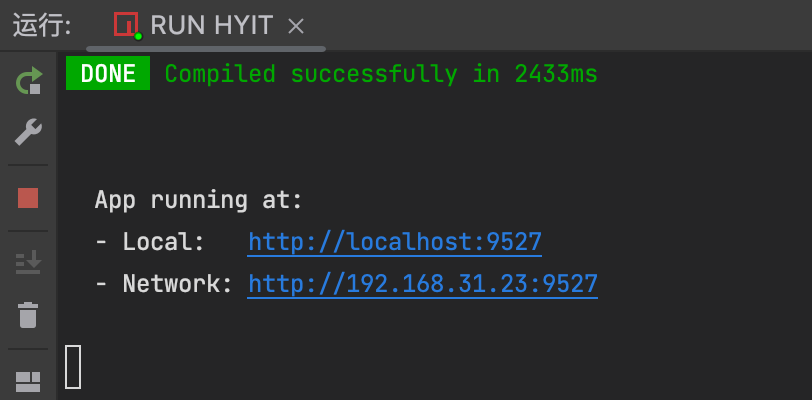 运行: RUN HYIT
DONE Compiled successfully in 2433ms
App running at:
- Local: http://localhost:9527
- Network: http://192.168.31.23:9527